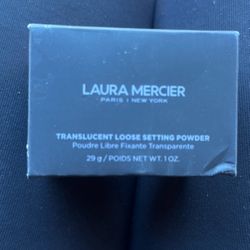 LAURA MERCIER
PARIS | NEW YORK
TRANSLUCENT LOOSE SETTING POWDER
Poudre Libre Fixante Transparente
29 g / POIDS NET WT. 1 OZ.